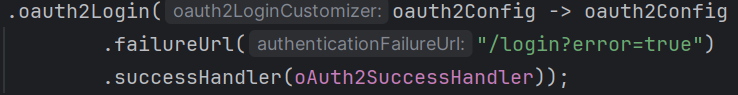 .oauth2Login( oauth2LoginCustomizer: oauth2Config -> oauth2Config
.failureUrl( authenticationFailureUrl: "/login?error=true")
.successHandler(oAuth2SuccessHandler));